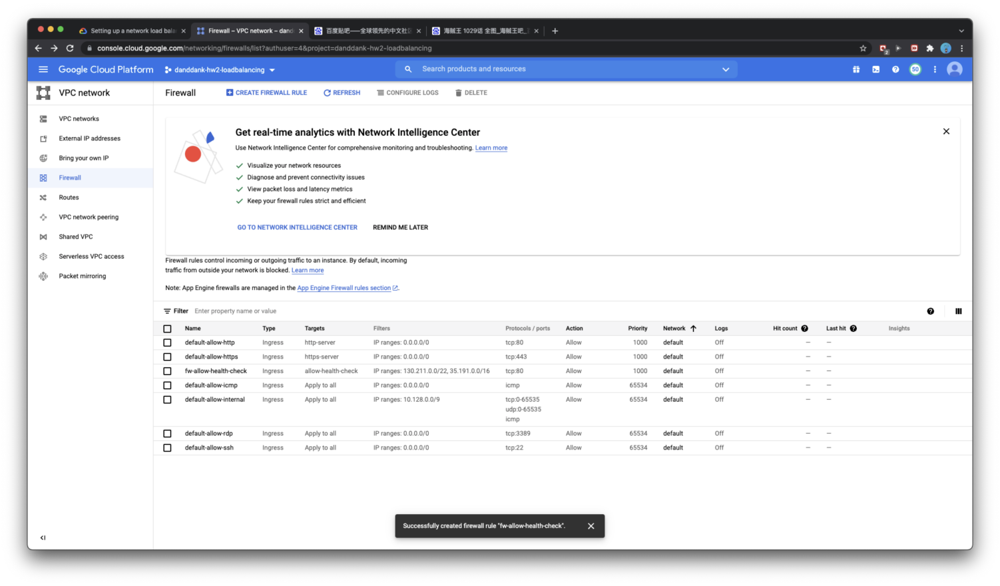 Setting up a network load bala
Firewall – VPC network – dand
百度贴吧——全球领先的中文社区
海贼王 1029话 全图_海贼王吧_
console.cloud.google.com/networking/firewalls/list?authuser=4&project=danddank-hw2-loadbalancing
2
Google Cloud Platform
danddank-hw2-loadbalancing
Search products and resources
50
VPC network
VPC networks
External IP addresses
Bring your own IP
Firewall
Routes
VPC network peering
Shared VPC
Serverless VPC access
Packet mirroring
Firewall
CREATE FIREWALL RULE
REFRESH
CONFIGURE LOGS
DELETE
Get real-time analytics with Network Intelligence Center
Use Network Intelligence Center for comprehensive monitoring and troubleshooting. Learn more
Visualize your network resources
Diagnose and prevent connectivity issues
View packet loss and latency metrics
Keep your firewall rules strict and efficient
GO TO NETWORK INTELLIGENCE CENTER
REMIND ME LATER
Firewall rules control incoming or outgoing traffic to an instance. By default, incoming
traffic from outside your network is blocked. Learn more
Note: App Engine firewalls are managed in the App Engine Firewall rules section.
Filter Enter property name or value
Name Type Targets Filters Protocols / ports Action Priority Network Logs Hit count Last hit Insights
default-allow-http Ingress http-server IP ranges: 0.0.0.0/0 tcp:80 Allow 1000 default Off — —
default-allow-https Ingress https-server IP ranges: 0.0.0.0/0 tcp:443 Allow 1000 default Off — —
fw-allow-health-check Ingress allow-health-check IP ranges: 130.211.0.0/22, 35.191.0.0/16 tcp:80 Allow 1000 default Off — —
default-allow-icmp Ingress Apply to all IP ranges: 0.0.0.0/0 icmp Allow 65534 default Off — —
default-allow-internal Ingress Apply to all IP ranges: 10.128.0.0/9 tcp:0-65535 Allow 65534 default Off — —
udp:0-65535
icmp
default-allow-rdp Ingress Apply to all IP ranges: 0.0.0.0/0 tcp:3389 Allow 65534 default Off — —
default-allow-ssh Ingress Apply to all IP ranges: 0.0.0.0/0 tcp:22 Allow 65534 default Off — —
Successfully created firewall rule "fw-allow-health-check".